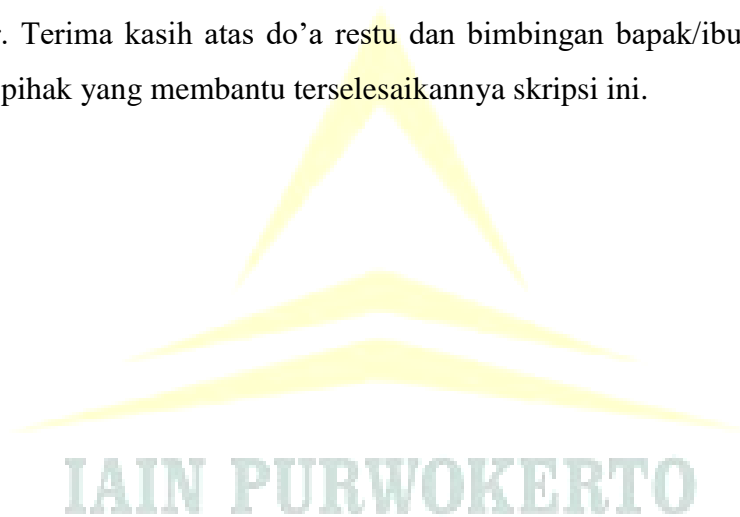 . Terima kasih atas do’a restu dan bimbingan bapak/ibu
pihak yang membantu terselesaikannya skripsi ini.
IAIN PURWOKERTO